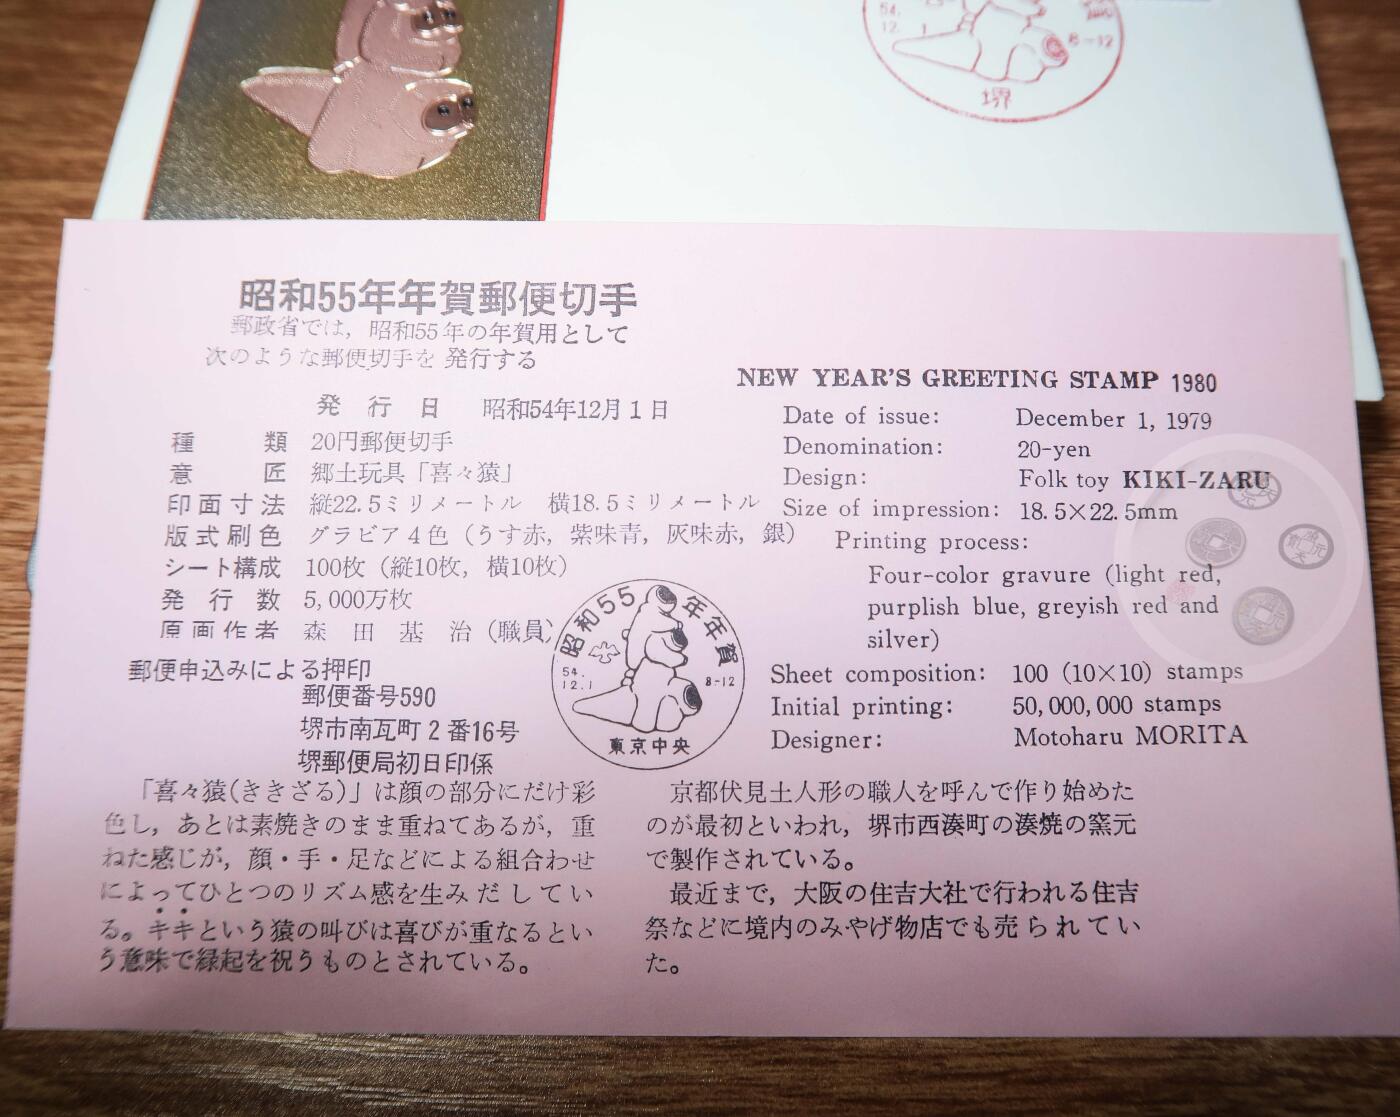 54.
12. 1
8-12
堺
昭和55年年賀郵便切手
郵政省では，昭和55年の年賀用として
次のような郵便切手を 発行する
発行日 昭和54年12月1日
種類 20円郵便切手
意匠 郷土玩具「喜々猿」
印面寸法 縦22.5ミリメートル 横18.5ミリメートル
版式刷色 グラビア4色（うす赤，紫味青，灰味赤，銀）
シート構成 100枚（縦10枚，横10枚）
発行数 5,000万枚
原画作者 森田基治（職員）
郵便申込みによる押印
郵便番号590
堺市南瓦町2番16号
堺郵便局初日印係
昭和55年年賀
54.
12.1
8-12
東京中央
NEW YEAR'S GREETING STAMP 1980
Date of issue: December 1, 1979
Denomination: 20-yen
Design: Folk toy KIKI-ZARU
Size of impression: 18.5×22.5mm
Printing process:
Four-color gravure (light red,
purplish blue, greyish red and
silver)
Sheet composition: 100 (10×10) stamps
Initial printing: 50,000,000 stamps
Designer: Motoharu MORITA
「喜々猿(ききざる)」は顔の部分にだけ彩
色し，あとは素焼きのまま重ねてあるが，重
ねた感じが，顔・手・足などによる組合わせ
によってひとつのリズム感を生みだしてい
る。キキという猿の叫びは喜びが重なるとい
う意味で縁起を祝うものとされている。
京都伏見土人形の職人を呼んで作り始めた
のが最初といわれ，堺市西湊町の湊焼の窯元
で製作されている。
最近まで，大阪の住吉大社で行われる住吉
祭などに境内のみやげ物店でも売られてい
た。